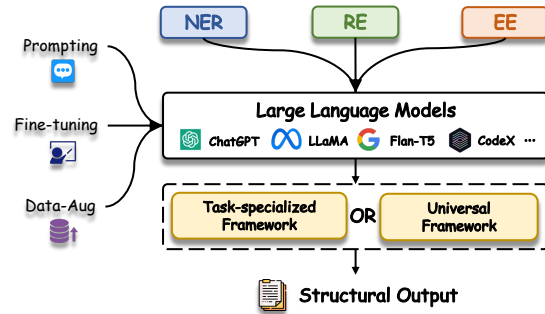 NER
RE
EE
Prompting
Fine-tuning
Data-Aug
Large Language Models
ChatGPT
LLaMA
Flan-T5
CodeX
...
Task-specialized
Framework
OR
Universal
Framework
Structural Output